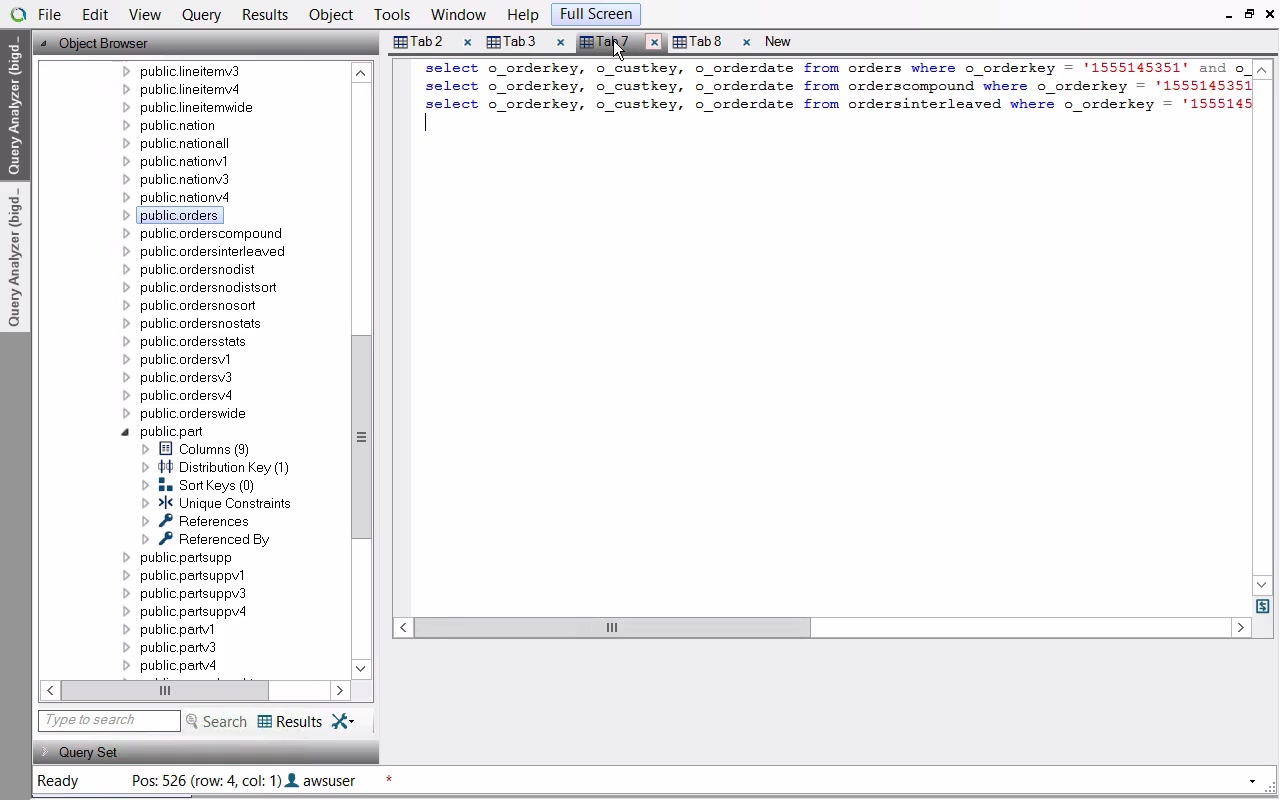 File Edit View Query Results Object Tools Window Help Full Screen
Query Analyzer (bigd_
Query Analyzer (bigd_
Object Browser
public.lineitemv3
public.lineitemv4
public.lineitemwide
public.nation
public.nationall
public.nationv1
public.nationv3
public.nationv4
public.orders
public.orderscompound
public.ordersinterleaved
public.ordersnodist
public.ordersnodistsort
public.ordersnosort
public.ordersnostats
public.ordersstats
public.ordersv1
public.ordersv3
public.ordersv4
public.orderswide
public.part
Columns (9)
Distribution Key (1)
Sort Keys (0)
Unique Constraints
References
Referenced By
public.partsupp
public.partsuppv1
public.partsuppv3
public.partsuppv4
public.partv1
public.partv3
public.partv4
Type to search Search Results
Query Set
Tab 2 Tab 3 Tab 7 Tab 8 New
select o_orderkey, o_custkey, o_orderdate from orders where o_orderkey = '1555145351' and o_
select o_orderkey, o_custkey, o_orderdate from orderscompound where o_orderkey = '1555145351
select o_orderkey, o_custkey, o_orderdate from ordersinterleaved where o_orderkey = '1555145
Ready Pos: 526 (row: 4, col: 1) awsuser *